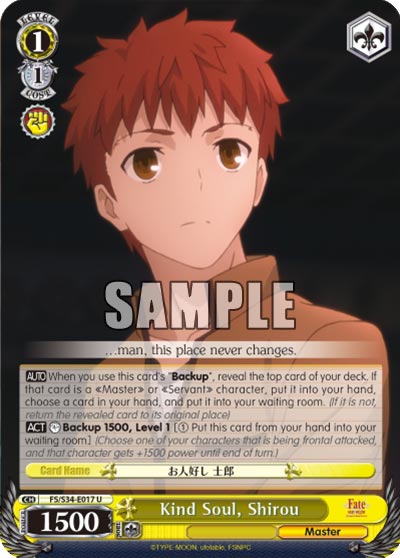 LEVEL
1
1
COST
SAMPLE
…man, this place never changes.
AUTO When you use this card's "Backup", reveal the top card of your deck. If
that card is a «Master» or «Servant» character, put it into your hand,
choose a card in your hand, and put it into your waiting room. (If it is not,
return the revealed card to its original place)
ACT Backup 1500, Level 1 [① Put this card from your hand into your
waiting room] (Choose one of your characters that is being frontal attacked,
and that character gets +1500 power until end of turn.)
Card Name お人好し 士郎
CH FS/S34-E017 U
POWER 1500
Kind Soul, Shirou
Fate
Master
©TYPE-MOON, ufotable, FSNPC